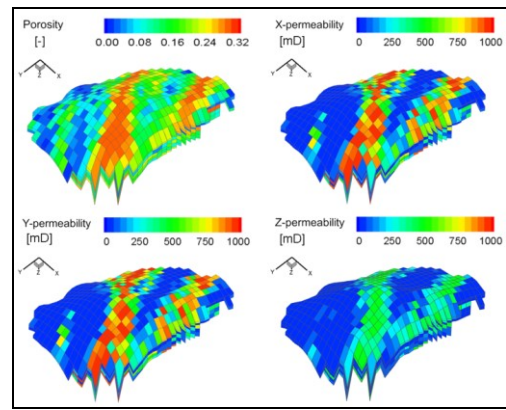 Porosity
[-]
0.00 0.08 0.16 0.24 0.32
Y Z X
X-permeability
[mD]
0 250 500 750 1000
Y Z X
Y-permeability
[mD]
0 250 500 750 1000
Y Z X
Z-permeability
[mD]
0 250 500 750 1000
Y Z X